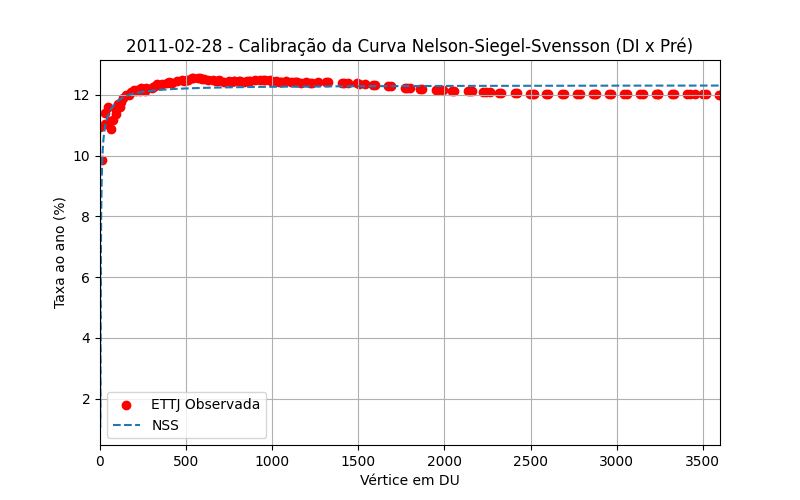 2011-02-28 - Calibração da Curva Nelson-Siegel-Svensson (DI x Pré)
Taxa ao ano (%)
12
10
8
6
4
2
ETTJ Observada
NSS
0 500 1000 1500 2000 2500 3000 3500
Vértice em DU